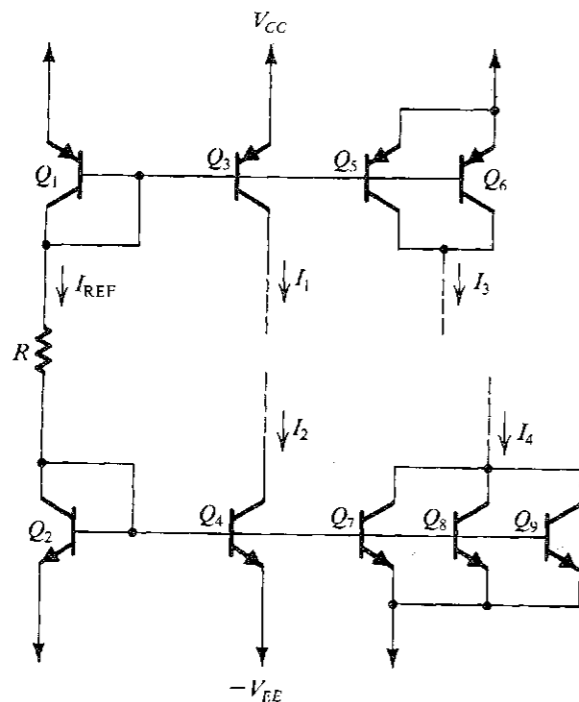 V_CC
Q_1
Q_3
Q_5
Q_6
I_REF
I_1
I_3
R
I_2
I_4
Q_2
Q_4
Q_7
Q_8
Q_9
−V_EE